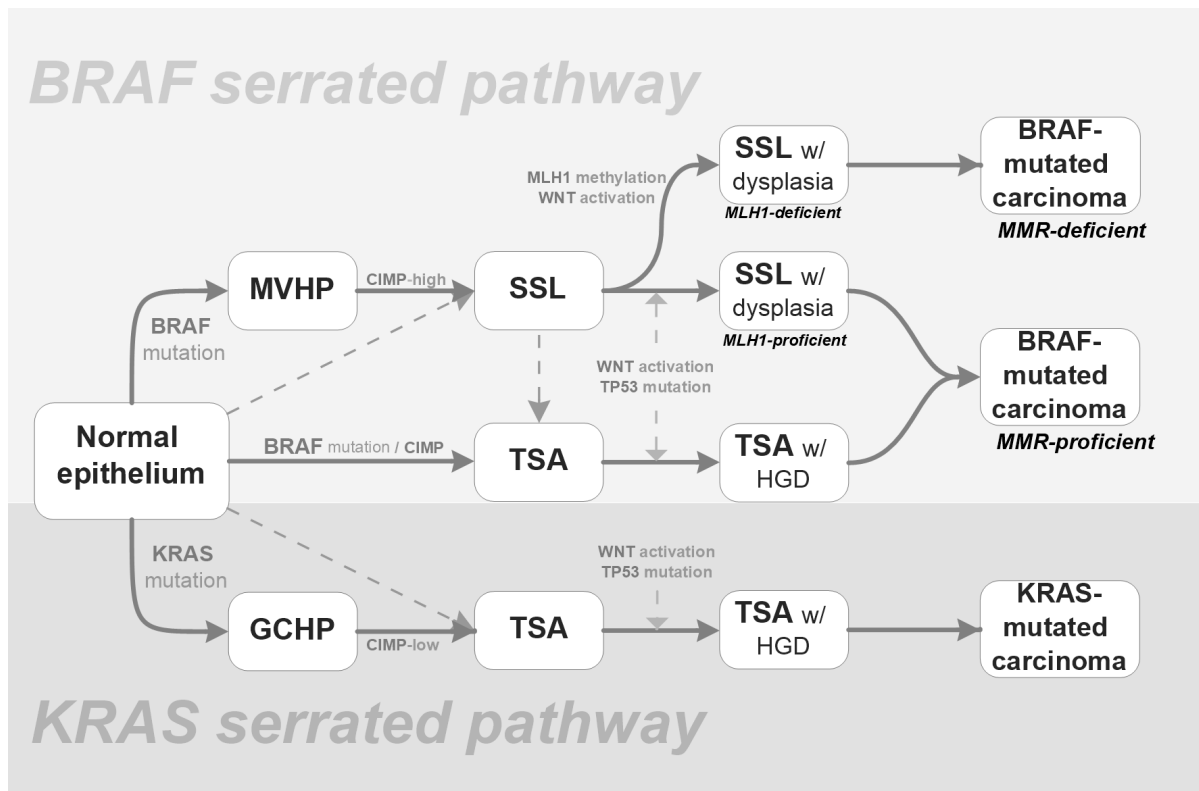 BRAF serrated pathway
MLH1 methylation
WNT activation
SSL w/
dysplasia
MLH1-deficient
BRAF-
mutated
carcinoma
MMR-deficient
MVHP
CIMP-high
SSL
SSL w/
dysplasia
MLH1-proficient
BRAF
mutation
WNT activation
TP53 mutation
BRAF-
mutated
carcinoma
MMR-proficient
Normal
epithelium
BRAF mutation / CIMP
TSA
TSA w/
HGD
KRAS
mutation
GCHP
CIMP-low
TSA
WNT activation
TP53 mutation
TSA w/
HGD
KRAS-
mutated
carcinoma
KRAS serrated pathway